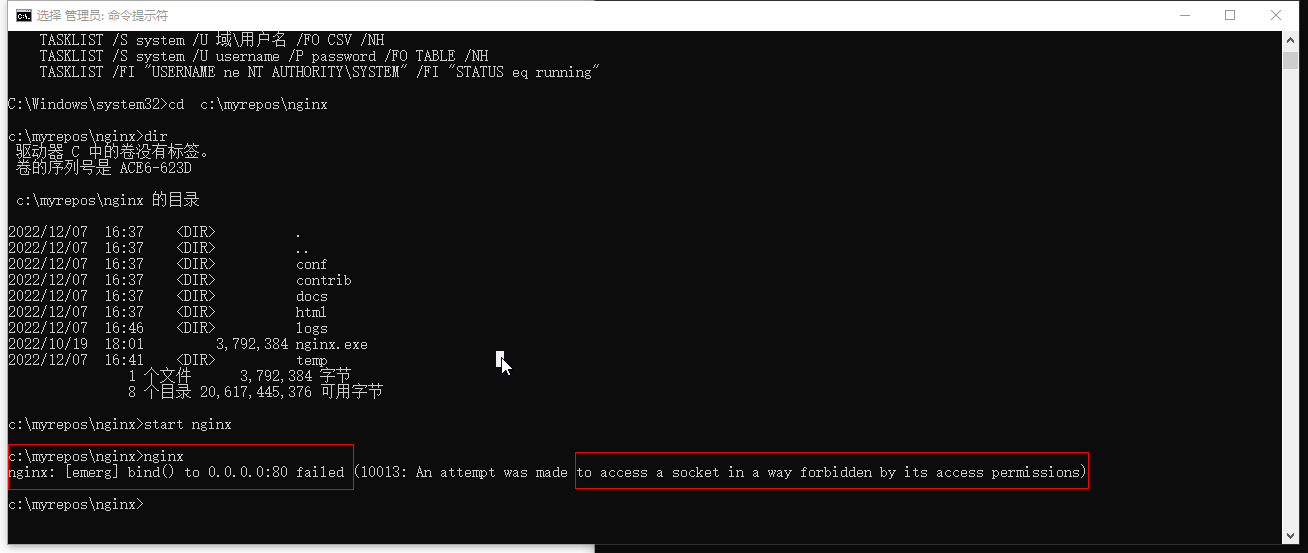 选择 管理员: 命令提示符
TASKLIST /S system /U 域\用户名 /FO CSV /NH
TASKLIST /S system /U username /P password /FO TABLE /NH
TASKLIST /FI "USERNAME ne NT AUTHORITY\SYSTEM" /FI "STATUS eq running"
C:\Windows\system32>cd  c:\myrepos\nginx
c:\myrepos\nginx>dir
驱动器 C 中的卷没有标签。
卷的序列号是 ACE6-623D
c:\myrepos\nginx 的目录
2022/12/07  16:37    <DIR>          .
2022/12/07  16:37    <DIR>          ..
2022/12/07  16:37    <DIR>          conf
2022/12/07  16:37    <DIR>          contrib
2022/12/07  16:37    <DIR>          docs
2022/12/07  16:37    <DIR>          html
2022/12/07  16:46    <DIR>          logs
2022/10/19  18:01         3,792,384 nginx.exe
2022/12/07  16:41    <DIR>          temp
1 个文件      3,792,384 字节
8 个目录 20,617,445,376 可用字节
c:\myrepos\nginx>start nginx
c:\myrepos\nginx>nginx
nginx: [emerg] bind() to 0.0.0.0:80 failed (10013: An attempt was made to access a socket in a way forbidden by its access permissions)
c:\myrepos\nginx>